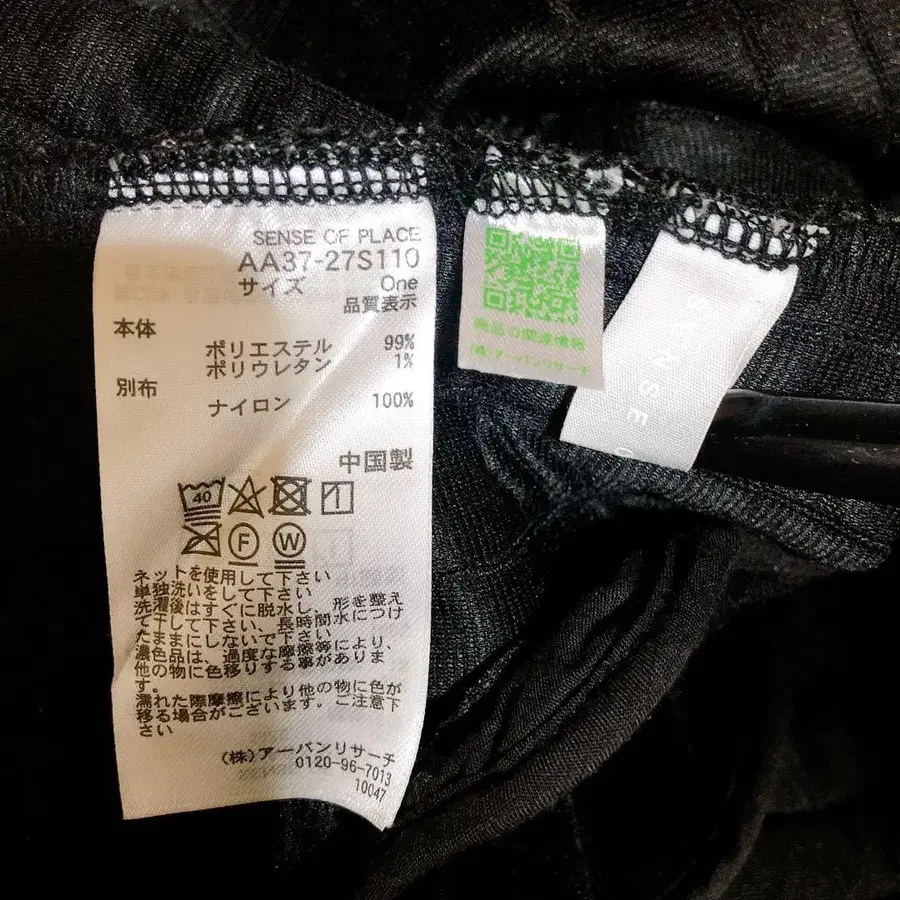 SENSE OF PLACE
AA37-27S110
サイズ One
品質表示
本体
ポリエステル 99%
ポリウレタン 1%
別布
ナイロン 100%
中国製
40
F W
ネットを使用して下さい
単独洗いをして下さい
洗濯後はすぐに脱水し、形を整え
て干して下さい、長時間水につけ
たままにしないで下さい
濃色品は、過度な摩擦等により、
他の物に色移りする事がありま
す。
濡れた際摩擦により他の物に色が
移る場合がございます。ご注意下
さい
(株)アーバンリサーチ
0120-96-7013
10047
商品の関連情報
(株)アーバンリサーチ
SENSE O